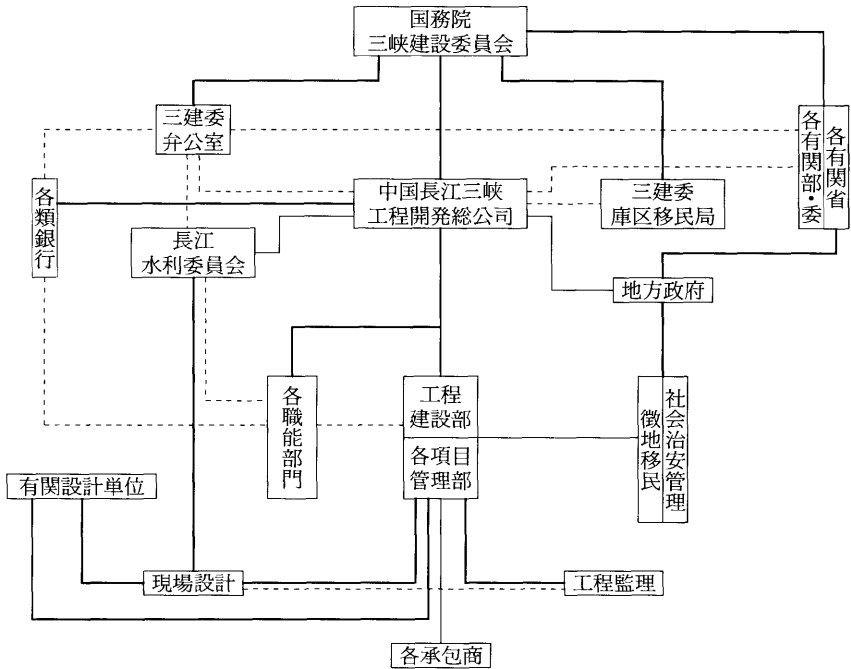 国務院
三峡建設委員会
三建委
弁公室
各有関部・委
各有関省
各類銀行
中国長江三峡
工程開発総公司
三建委
庫区移民局
長江
水利委員会
地方政府
各職能部門
工程
建設部
各項目
管理部
徴地移民
社会治安管理
有関設計単位
現場設計
工程監理
各承包商